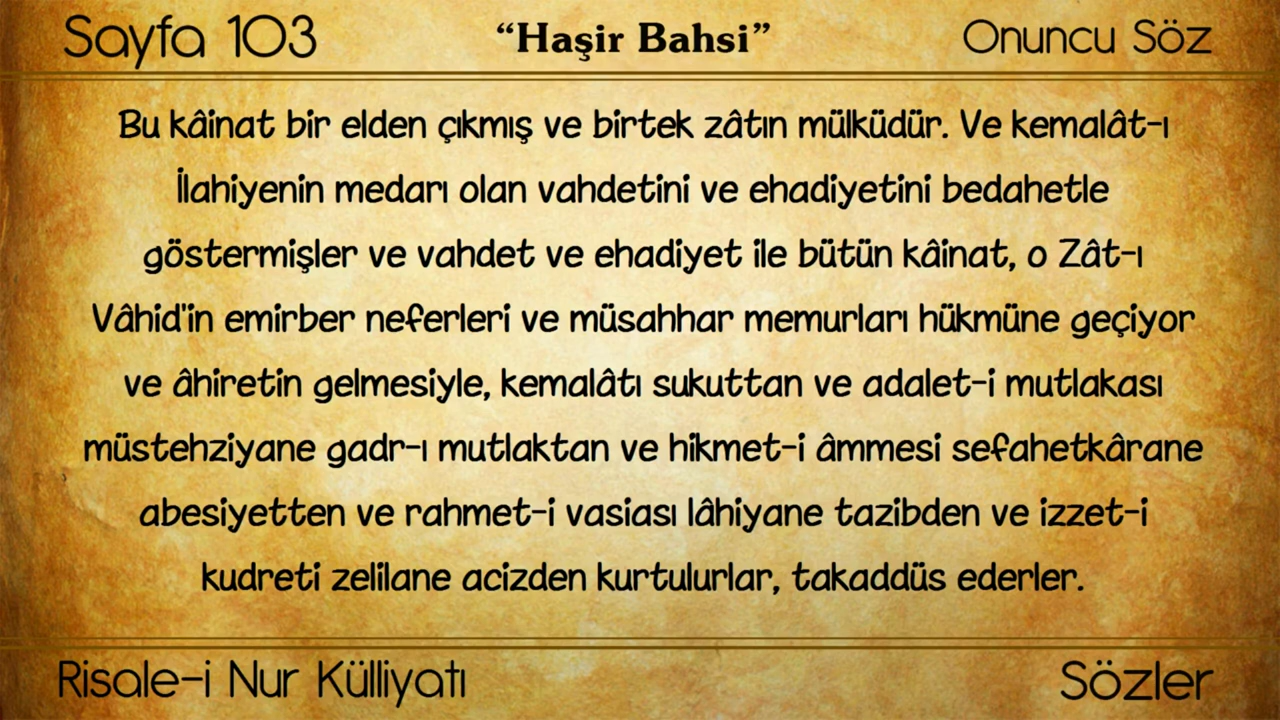 Sayfa 103
“Haşir Bahsi”
Onuncu Söz
Bu kâinat bir elden çıkmış ve birtek zâtın mülküdür. Ve kemalât-ı
İlahiyenin medarı olan vahdetini ve ehadiyetini bedahetle
göstermişler ve vahdet ve ehadiyet ile bütün kâinat, o Zât-ı
Vâhid'in emirber neferleri ve müsahhar memurları hükmüne geçiyor
ve âhiretin gelmesiyle, kemalâtı sukuttan ve adalet-i mutlakası
müstehziyane gadr-ı mutlaktan ve hikmet-i âmmesi sefahetkârane
abesiyetten ve rahmet-i vasiası lâhiyane tazibden ve izzet-i
kudreti zelilane acizden kurtulurlar, takaddüs ederler.
Risale-i Nur Külliyatı
Sözler